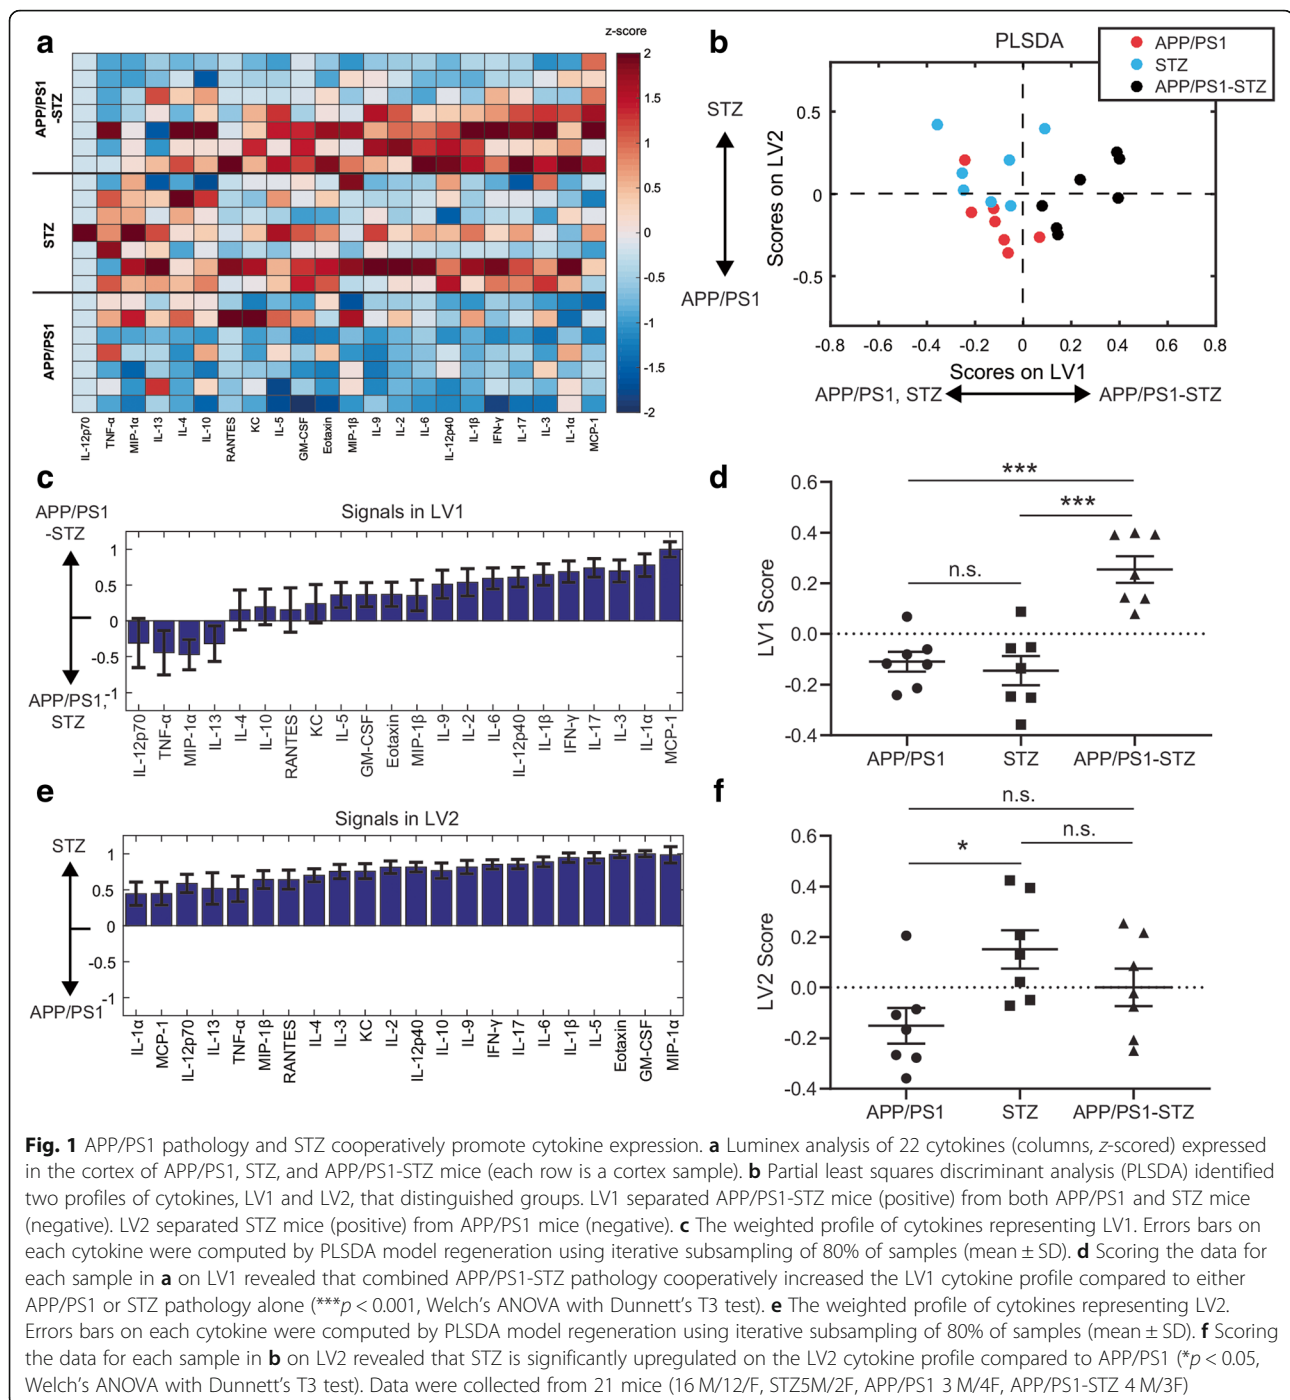 a
z-score
APP/PS1
-STZ
STZ
APP/PS1
2
1.5
1
0.5
0
-0.5
-1
-1.5
-2
IL-12p70
TNF-α
MIP-1α
IL-13
IL-4
IL-10
RANTES
KC
IL-5
GM-CSF
Eotaxin
MIP-1β
IL-9
IL-2
IL-6
IL-12p40
IL-1β
IFN-γ
IL-17
IL-3
IL-1α
MCP-1
b
PLSDA
APP/PS1
STZ
APP/PS1-STZ
STZ
APP/PS1
Scores on LV2
0.5
0
-0.5
-0.8 -0.6 -0.4 -0.2 0 0.2 0.4 0.6 0.8
Scores on LV1
APP/PS1, STZ
APP/PS1-STZ
c
Signals in LV1
APP/PS1
-STZ
APP/PS1,
STZ
1
0.5
0
-0.5
-1
IL-12p70
TNF-α
MIP-1α
IL-13
IL-4
IL-10
RANTES
KC
IL-5
GM-CSF
Eotaxin
MIP-1β
IL-9
IL-2
IL-6
IL-12p40
IL-1β
IFN-γ
IL-17
IL-3
IL-1α
MCP-1
d
LV1 Score
0.6
0.4
0.2
0.0
-0.2
-0.4
***
***
n.s.
APP/PS1 STZ APP/PS1-STZ
e
Signals in LV2
STZ
APP/PS1
1
0.5
0
-0.5
-1
IL-1α
MCP-1
IL-12p70
IL-13
TNF-α
MIP-1β
RANTES
IL-4
IL-3
KC
IL-2
IL-12p40
IL-10
IL-9
IFN-γ
IL-17
IL-6
IL-1β
IL-5
Eotaxin
GM-CSF
MIP-1α
f
LV2 Score
0.6
0.4
0.2
0.0
-0.2
-0.4
n.s.
n.s.
*
APP/PS1 STZ APP/PS1-STZ
Fig. 1 APP/PS1 pathology and STZ cooperatively promote cytokine expression. a Luminex analysis of 22 cytokines (columns, z-scored) expressed
in the cortex of APP/PS1, STZ, and APP/PS1-STZ mice (each row is a cortex sample). b Partial least squares discriminant analysis (PLSDA) identified
two profiles of cytokines, LV1 and LV2, that distinguished groups. LV1 separated APP/PS1-STZ mice (positive) from both APP/PS1 and STZ mice
(negative). LV2 separated STZ mice (positive) from APP/PS1 mice (negative). c The weighted profile of cytokines representing LV1. Errors bars on
each cytokine were computed by PLSDA model regeneration using iterative subsampling of 80% of samples (mean ± SD). d Scoring the data for
each sample in a on LV1 revealed that combined APP/PS1-STZ pathology cooperatively increased the LV1 cytokine profile compared to either
APP/PS1 or STZ pathology alone (***p < 0.001, Welch's ANOVA with Dunnett's T3 test). e The weighted profile of cytokines representing LV2.
Errors bars on each cytokine were computed by PLSDA model regeneration using iterative subsampling of 80% of samples (mean ± SD). f Scoring
the data for each sample in b on LV2 revealed that STZ is significantly upregulated on the LV2 cytokine profile compared to APP/PS1 (*p < 0.05,
Welch's ANOVA with Dunnett's T3 test). Data were collected from 21 mice (16 M/12/F, STZ5M/2F, APP/PS1 3 M/4F, APP/PS1-STZ 4 M/3F)